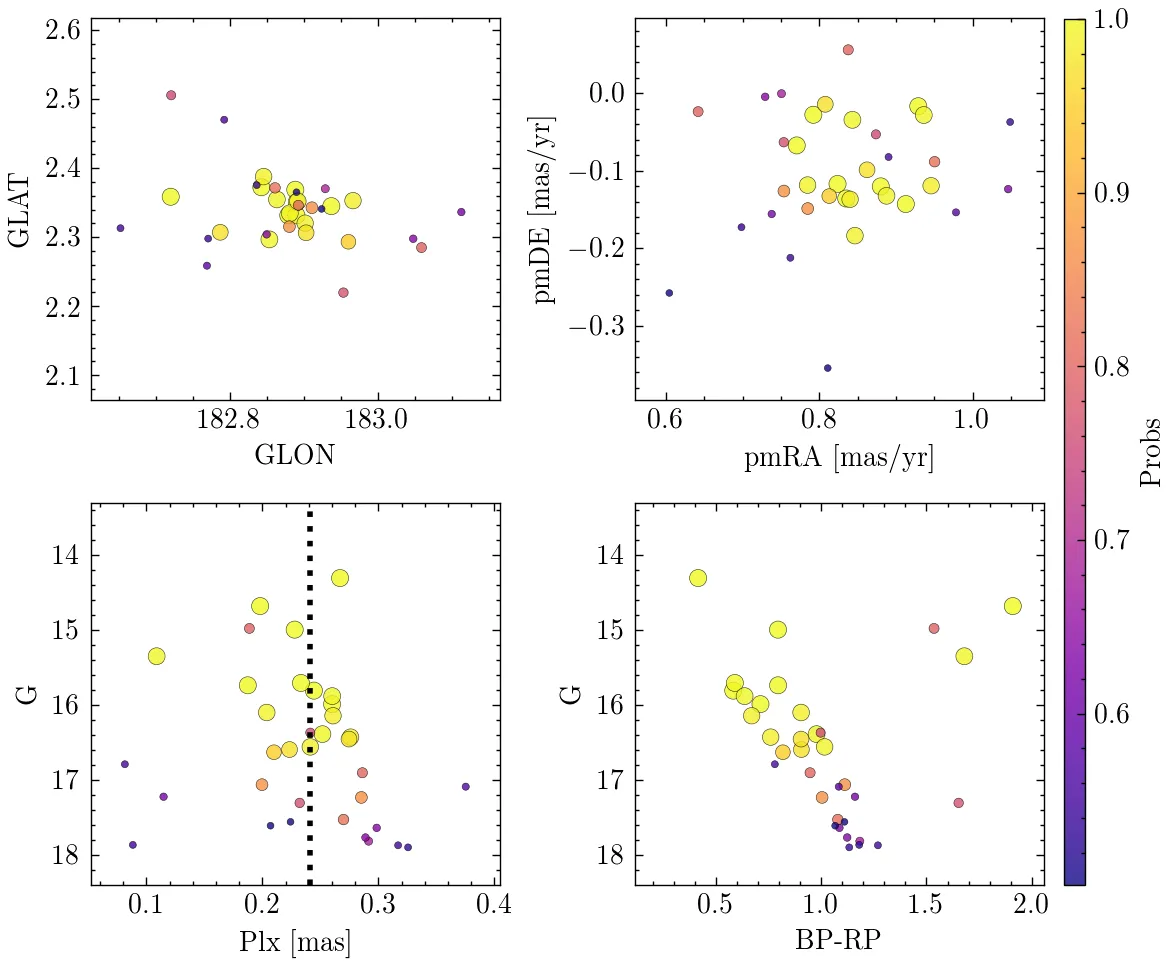 2.6
2.5
2.4
2.3
2.2
2.1
GLAT
182.8 183.0
GLON
0.0
−0.1
−0.2
−0.3
pmDE [mas/yr]
0.6 0.8 1.0
pmRA [mas/yr]
14
15
16
17
18
G
0.1 0.2 0.3 0.4
Plx [mas]
14
15
16
17
18
G
0.5 1.0 1.5 2.0
BP-RP
1.0
0.9
0.8
0.7
0.6
Probs